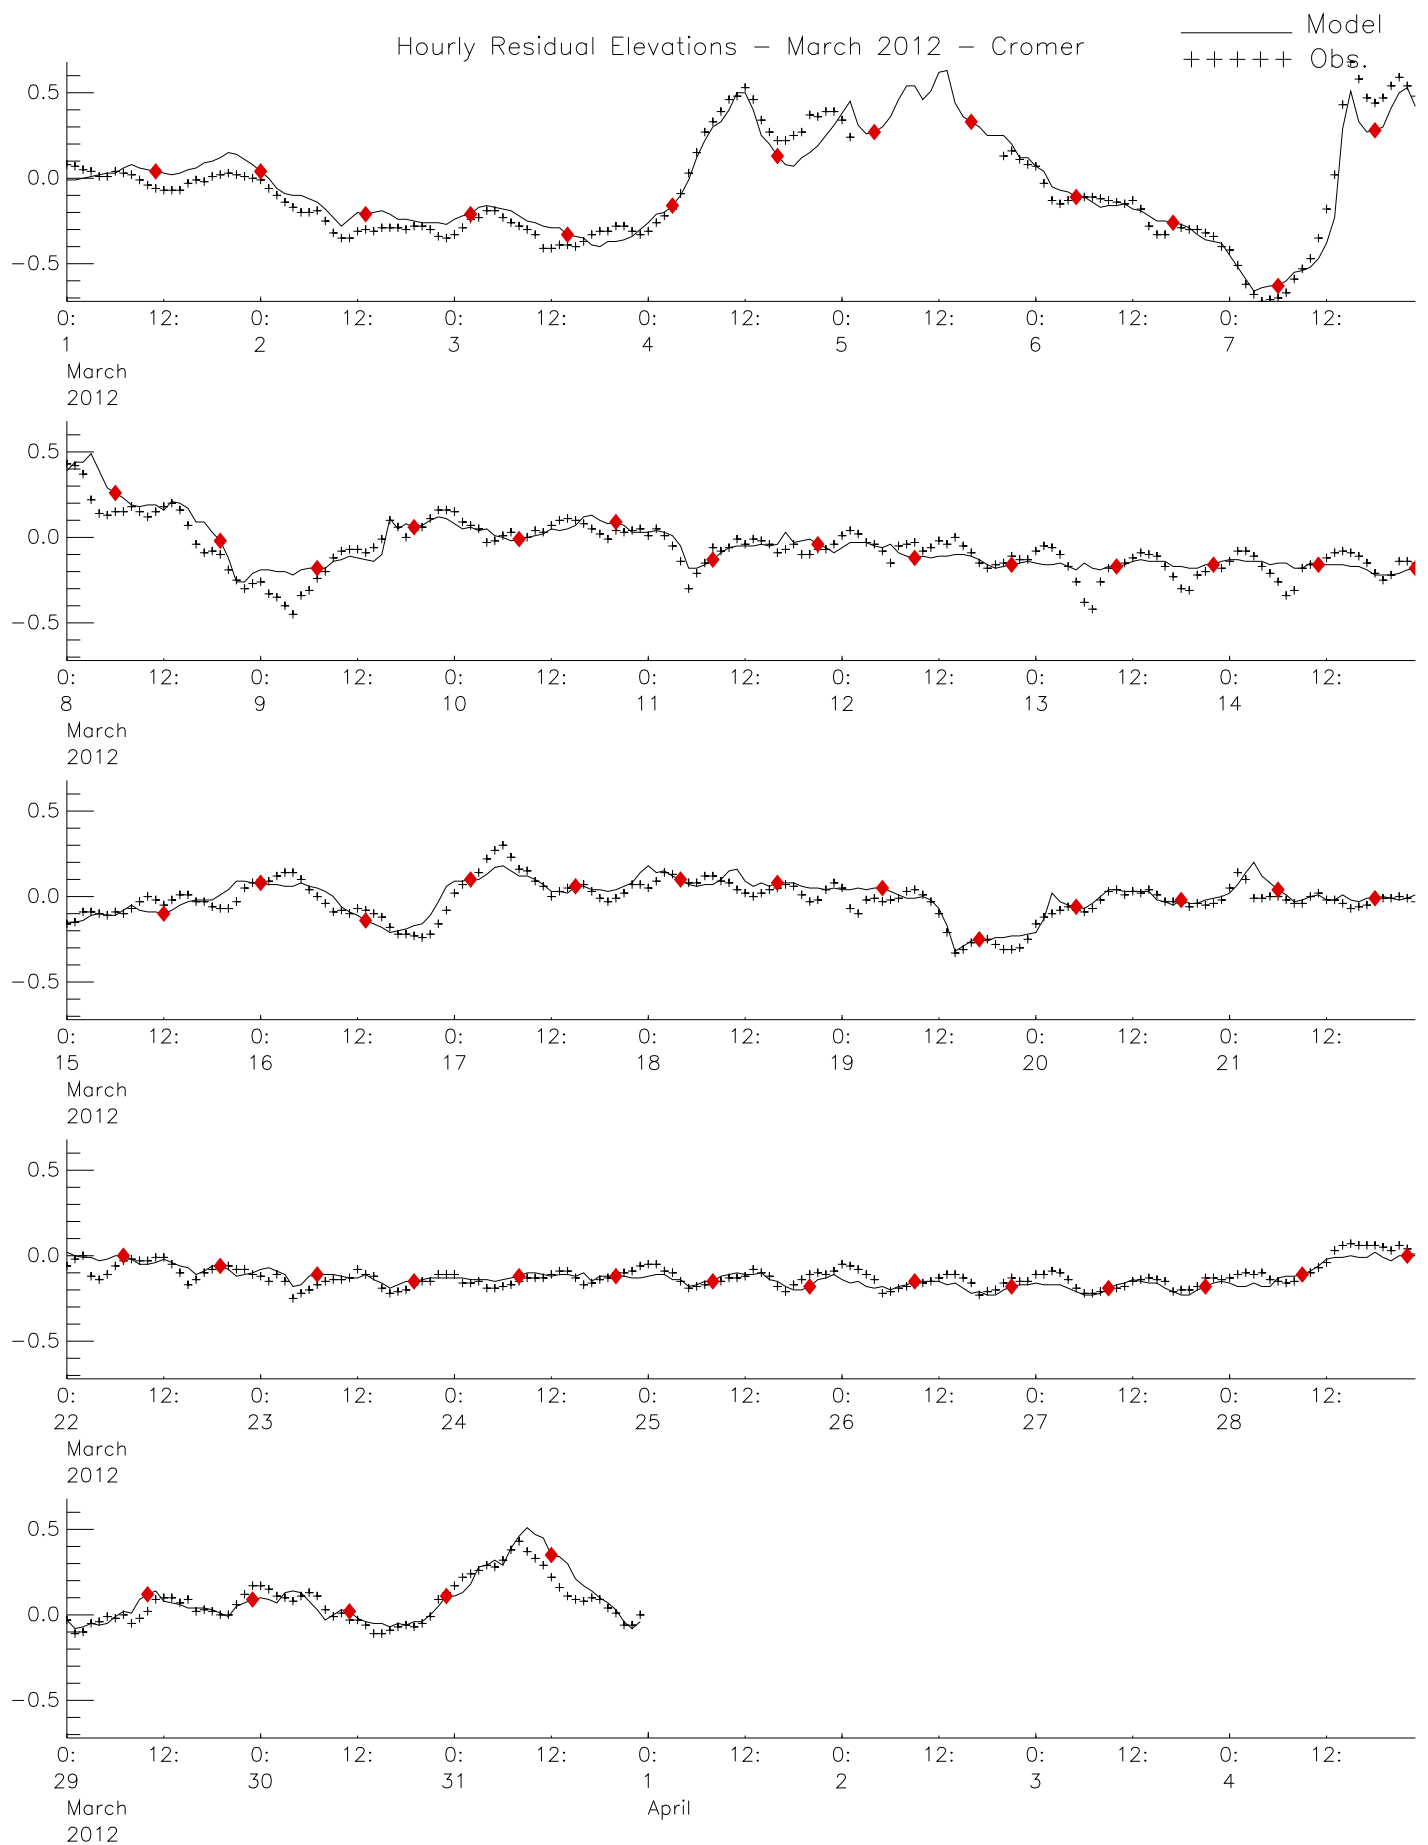 Model
Hourly Residual Elevations − March 2012 − Cromer
+++++ Obs.
0.5
0.0
−0.5
0: 12: 0: 12: 0: 12: 0: 12: 0: 12: 0: 12: 0: 12:
1 2 3 4 5 6 7
March
2012
0.5
0.0
−0.5
0: 12: 0: 12: 0: 12: 0: 12: 0: 12: 0: 12: 0: 12:
8 9 10 11 12 13 14
March
2012
0.5
0.0
−0.5
0: 12: 0: 12: 0: 12: 0: 12: 0: 12: 0: 12: 0: 12:
15 16 17 18 19 20 21
March
2012
0.5
0.0
−0.5
0: 12: 0: 12: 0: 12: 0: 12: 0: 12: 0: 12: 0: 12:
22 23 24 25 26 27 28
March
2012
0.5
0.0
−0.5
0: 12: 0: 12: 0: 12: 0: 12: 0: 12: 0: 12: 0: 12:
29 30 31 1 2 3 4
March April
2012